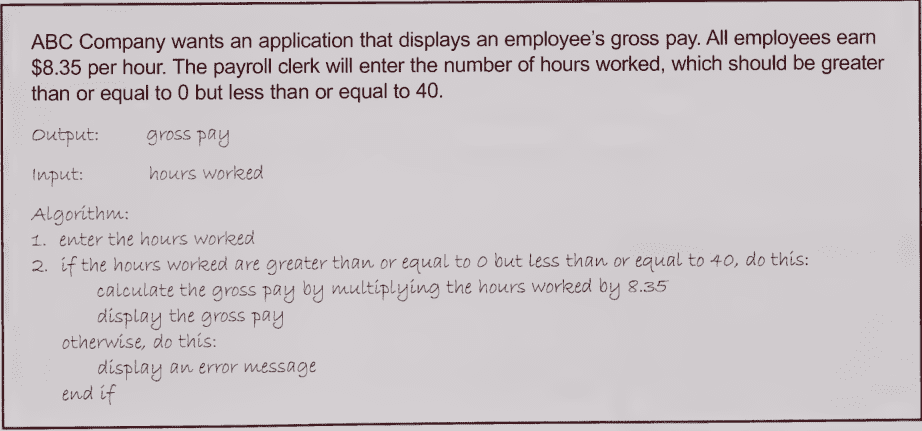 ABC Company wants an application that displays an employee's gross pay. All employees earn
$8.35 per hour. The payroll clerk will enter the number of hours worked, which should be greater
than or equal to 0 but less than or equal to 40.
Output: gross pay
Input: hours worked
Algorithm:
1. enter the hours worked
2. if the hours worked are greater than or equal to 0 but less than or equal to 40, do this:
calculate the gross pay by multiplying the hours worked by 8.35
display the gross pay
otherwise, do this:
display an error message
end if